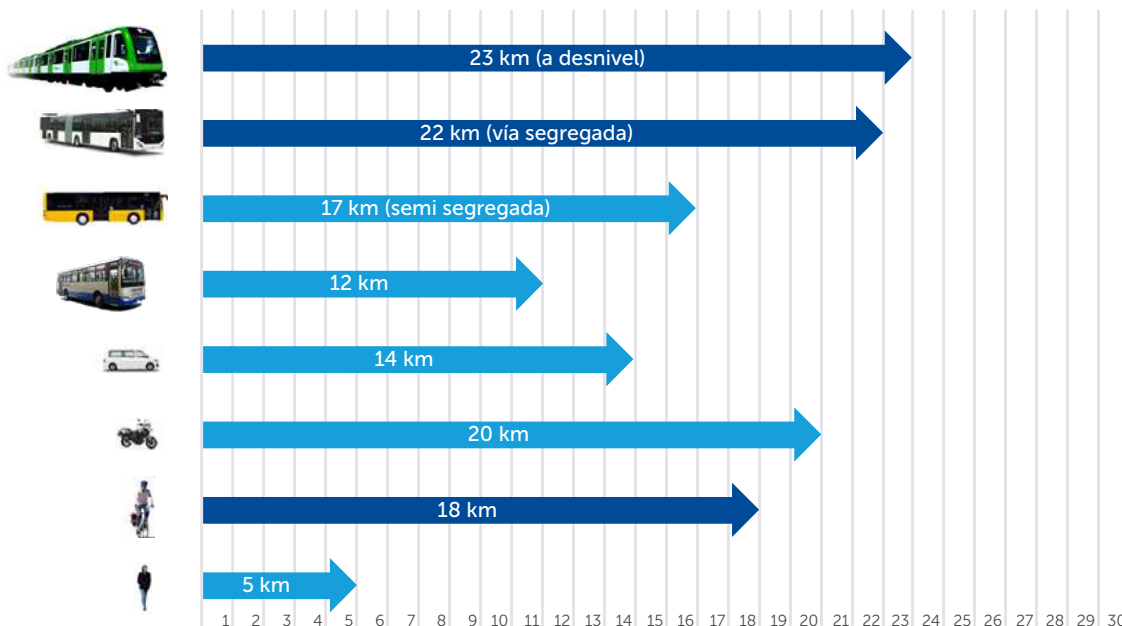 23 km (a desnivel)
22 km (vía segregada)
17 km (semi segregada)
12 km
14 km
20 km
18 km
5 km
1 2 3 4 5 6 7 8 9 10 11 12 13 14 15 16 17 18 19 20 21 22 23 24 25 26 27 28 29 30